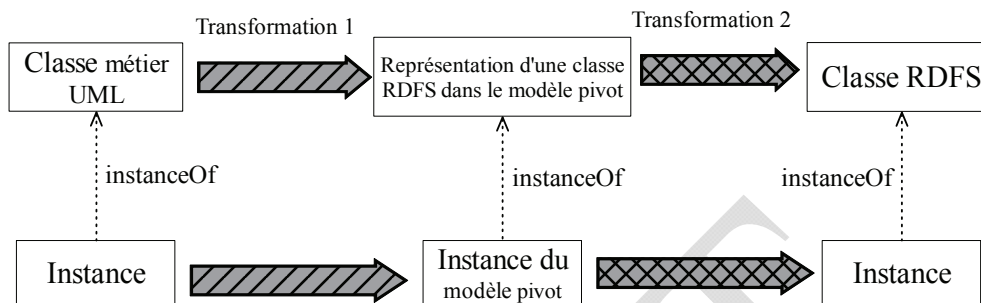 Transformation 1
Transformation 2
Classe métier
UML
Représentation d'une classe
RDFS dans le modèle pivot
Classe RDFS
instanceOf
instanceOf
instanceOf
Instance
Instance du
modèle pivot
Instance